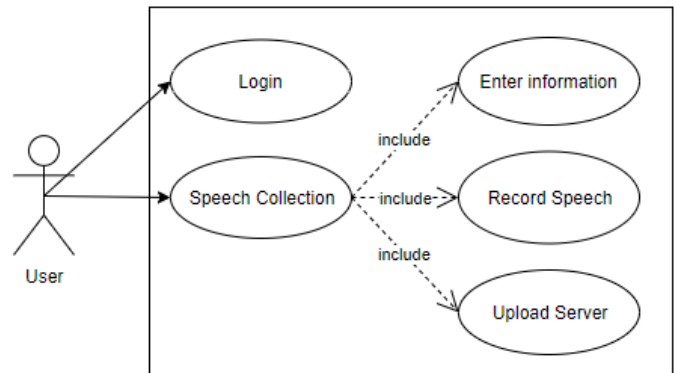 Login
Enter information
include
Speech Collection
include
Record Speech
include
User
Upload Server